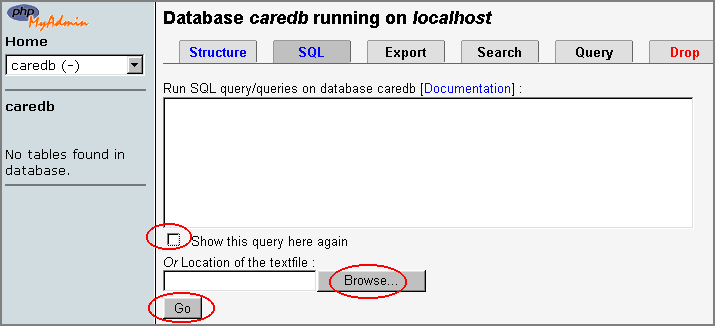 php
MyAdmin
Home
caredb (-)
caredb
No tables found in
database.
Database caredb running on localhost
Structure SQL Export Search Query Drop
Run SQL query/queries on database caredb [Documentation] :
Show this query here again
Or Location of the textfile :
Browse...
Go